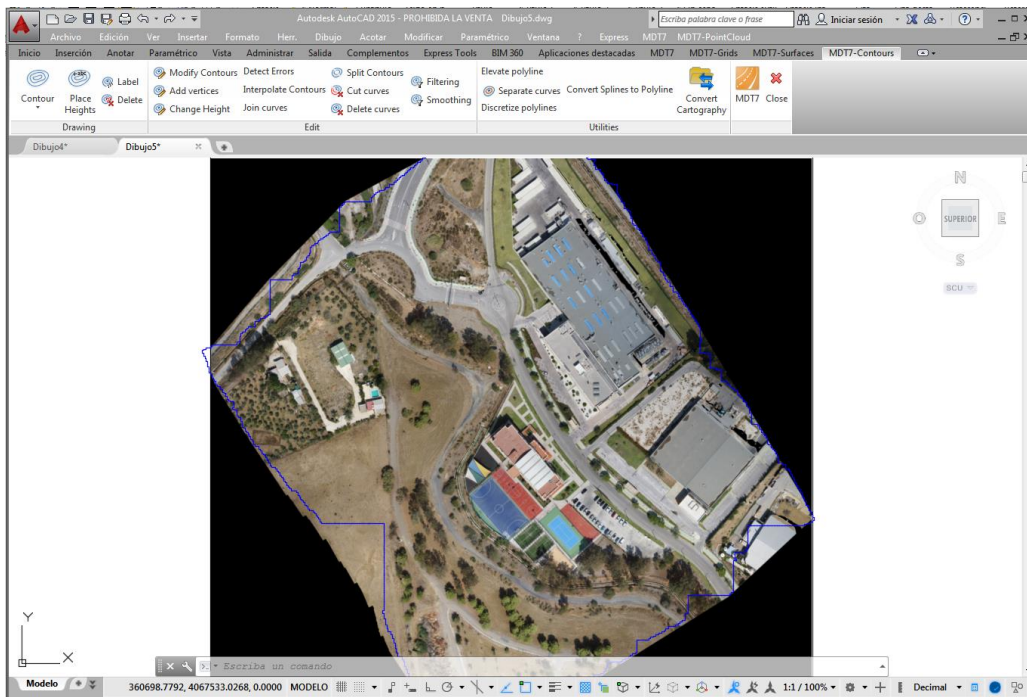 Autodesk AutoCAD 2015 - PROHIBIDA LA VENTA Dibujo5.dwg
Escriba palabra clave o frase
Iniciar sesión
Archivo Edición Ver Insertar Formato Herr. Dibujo Acotar Modificar Paramétrico Ventana ? Express MDT7 MDT7-PointCloud
Inicio Inserción Anotar Paramétrico Vista Administrar Salida Complementos Express Tools BIM 360 Aplicaciones destacadas MDT7 MDT7-Grids MDT7-Surfaces MDT7-Contours
Modify Contours Detect Errors Split Contours Elevate polyline
Label Filtering
Add vertices Interpolate Contours Cut curves Separate curves Convert Splines to Polyline
Contour Place Heights Delete Smoothing Convert Cartography MDT7 Close
Change Height Join curves Delete curves Discretize polylines
Drawing Edit Utilities
Dibujo4* Dibujo5*
N
O SUPERIOR E
S
SCU
Y
X
Escriba un comando
Modelo 360698.7792, 4067533.0268, 0.0000 MODELO 1:1 / 100% Decimal